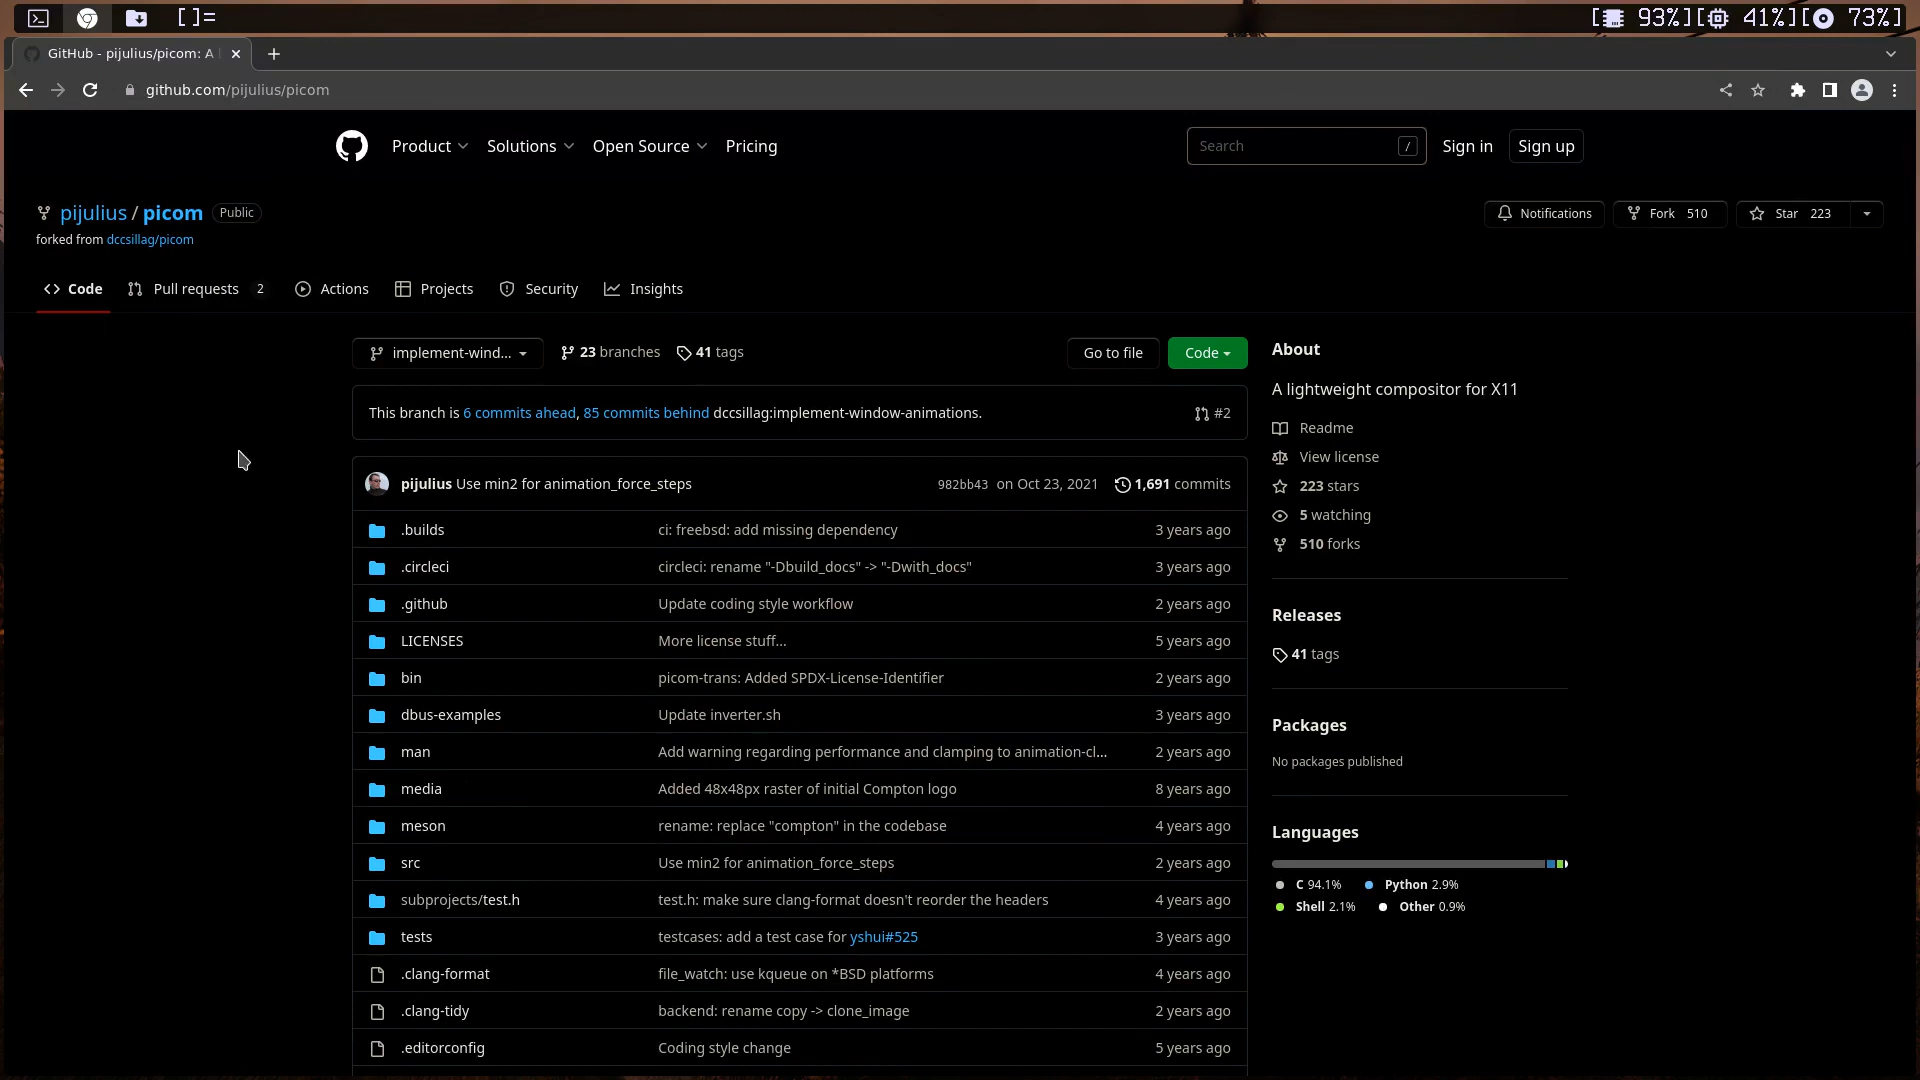 []=
[ 93%][ 41%][ 73%]
GitHub - pijulius/picom: A
github.com/pijulius/picom
Product Solutions Open Source Pricing
Search /
Sign in Sign up
pijulius / picom Public
Notifications Fork 510 Star 223
forked from dccsillag/picom
Code Pull requests 2 Actions Projects Security Insights
implement-wind... 23 branches 41 tags
Go to file Code
This branch is 6 commits ahead, 85 commits behind dccsillag:implement-window-animations. #2
pijulius Use min2 for animation_force_steps 982bb43 on Oct 23, 2021 1,691 commits
.builds ci: freebsd: add missing dependency 3 years ago
.circleci circleci: rename "-Dbuild_docs" -> "-Dwith_docs" 3 years ago
.github Update coding style workflow 2 years ago
LICENSES More license stuff... 5 years ago
bin picom-trans: Added SPDX-License-Identifier 2 years ago
dbus-examples Update inverter.sh 3 years ago
man Add warning regarding performance and clamping to animation-cl... 2 years ago
media Added 48x48px raster of initial Compton logo 8 years ago
meson rename: replace "compton" in the codebase 4 years ago
src Use min2 for animation_force_steps 2 years ago
subprojects/test.h test.h: make sure clang-format doesn't reorder the headers 4 years ago
tests testcases: add a test case for yshui#525 3 years ago
.clang-format file_watch: use kqueue on *BSD platforms 4 years ago
.clang-tidy backend: rename copy -> clone_image 2 years ago
.editorconfig Coding style change 5 years ago
About
A lightweight compositor for X11
Readme
View license
223 stars
5 watching
510 forks
Releases
41 tags
Packages
No packages published
Languages
C 94.1% Python 2.9%
Shell 2.1% Other 0.9%